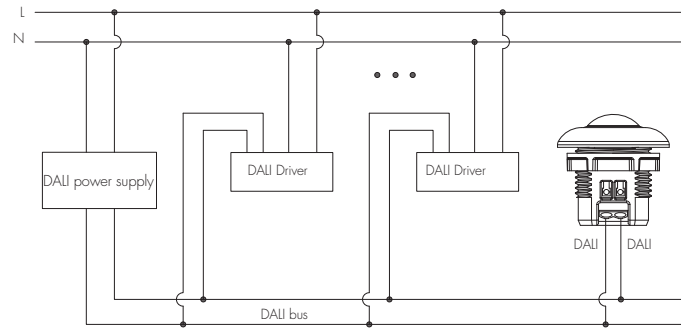 L
N
DALI power supply
DALI Driver
DALI Driver
DALI
DALI
DALI bus